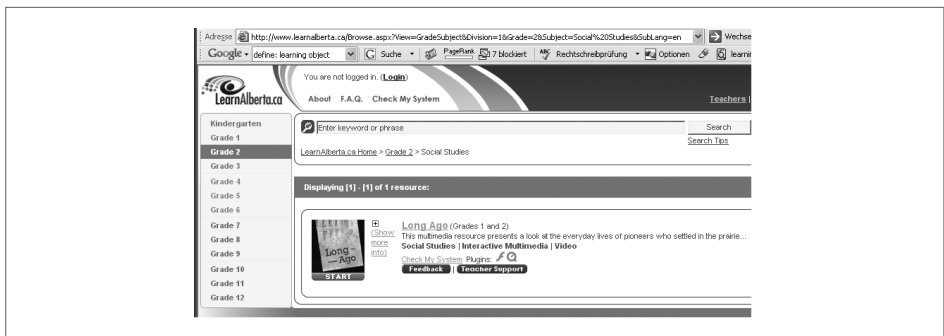 Adresse http://www.learnalberta.ca/Browse.aspx?View=GradeSubject&Division=1&Grade=2&Subject=Social%20Studies&SubLang=en Wechse
Google define: learning object Suche PageRank 7 blockiert Rechtschreibprüfung Optionen learnin
LearnAlberta.ca
You are not logged in. (Login)
About F.A.Q. Check My System
Teachers |
Kindergarten
Grade 1
Grade 2
Grade 3
Grade 4
Grade 5
Grade 6
Grade 7
Grade 8
Grade 9
Grade 10
Grade 11
Grade 12
Enter keyword or phrase Search
Search Tips
LearnAlberta.ca Home > Grade 2 > Social Studies
Displaying [1] - [1] of 1 resource:
Long-
Ago
START
(Show
more
info)
Long Ago (Grades 1 and 2)
This multimedia resource presents a look at the everyday lives of pioneers who settled in the prairie...
Social Studies | Interactive Multimedia | Video
Check My System Plugins:
Feedback | Teacher Support